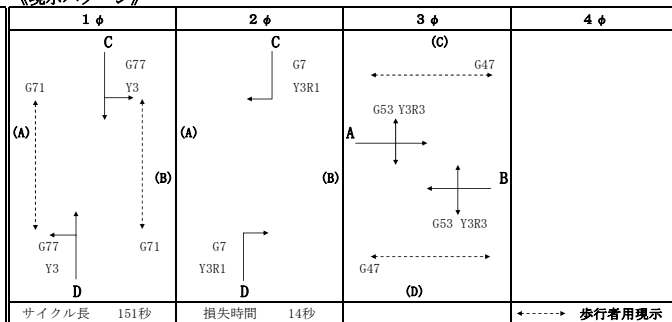 《現示パターン》
1φ 2φ 3φ 4φ
C
G77
Y3
G71
(A)
(B)
G77
Y3
G71
D
C
G7
Y3R1
(A)
(B)
G7
Y3R1
D
(C)
G47
G53 Y3R3
A
B
G53 Y3R3
G47
(D)
サイクル長 151秒 損失時間 14秒
歩行者用現示